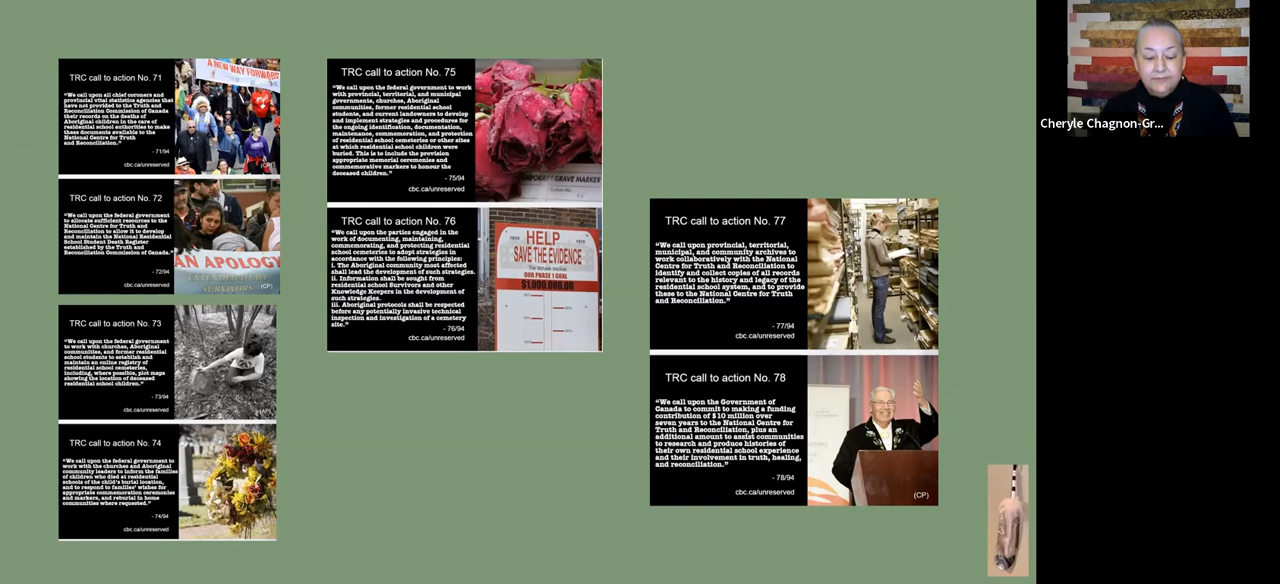 TRC call to action No. 71
"We call upon all chief coroners and
provincial vital statistics agencies that
have not provided to the Truth and
Reconciliation Commission of Canada
their records on the deaths of
Aboriginal children in the care of
residential school authorities to make
these documents available to the
National Centre for Truth
and Reconciliation."
- 71/94
cbc.ca/unreserved
A NEW WAY FORWARD
(CP)
TRC call to action No. 72
"We call upon the federal government
to allocate sufficient resources to the
National Centre for Truth and
Reconciliation to allow it to develop
and maintain the National Residential
School Student Death Register
established by the Truth and
Reconciliation Commission of Canada."
- 72/94
cbc.ca/unreserved
AN APOLOGY
SURVIVORS
(CP)
TRC call to action No. 73
"We call upon the federal government
to work with churches, Aboriginal
communities, and former residential
school students to establish and
maintain an online registry of
residential school cemeteries,
including, where possible, plot maps
showing the location of deceased
residential school children."
- 73/94
cbc.ca/unreserved
TRC call to action No. 74
"We call upon the federal government to
work with the churches and Aboriginal
community leaders to inform the families
of children who died at residential
schools of the child's burial location,
and to respond to families' wishes for
appropriate commemoration ceremonies
and markers, and reburial in home
communities where requested."
- 74/94
cbc.ca/unreserved
TRC call to action No. 75
"We call upon the federal government to work
with provincial, territorial, and municipal
governments, churches, Aboriginal
communities, former residential school
students, and current landowners to develop
and implement strategies and procedures for
the ongoing identification, documentation,
maintenance, commemoration, and protection
of residential school cemeteries or other sites
at which residential school children were
buried. This is to include the provision
appropriate memorial ceremonies and
commemorative markers to honour the
deceased children."
- 75/94
cbc.ca/unreserved
TEMPORARY GRAVE MARKER
TRC call to action No. 76
"We call upon the parties engaged in the
work of documenting, maintaining,
commemorating, and protecting residential
school cemeteries to adopt strategies in
accordance with the following principles:
i. The Aboriginal community most affected
shall lead the development of such strategies.
ii. Information shall be sought from
residential school Survivors and other
Knowledge Keepers in the development of
such strategies.
iii. Aboriginal protocols shall be respected
before any potentially invasive technical
inspection and investigation of a cemetery
site."
- 76/94
cbc.ca/unreserved
HELP
SAVE THE EVIDENCE
OUR PHASE 1 GOAL
$1,000,000.00
TRC call to action No. 77
"We call upon provincial, territorial,
municipal, and community archives to
work collaboratively with the National
Centre for Truth and Reconciliation to
identify and collect copies of all records
relevant to the history and legacy of the
residential school system, and to provide
these to the National Centre for Truth
and Reconciliation."
- 77/94
cbc.ca/unreserved
TRC call to action No. 78
"We call upon the Government of
Canada to commit to making a funding
contribution of $10 million over
seven years to the National Centre for
Truth and Reconciliation, plus an
additional amount to assist communities
to research and produce histories of
their own residential school experience
and their involvement in truth, healing,
and reconciliation."
- 78/94
cbc.ca/unreserved
(CP)
Cheryle Chagnon-Gr...